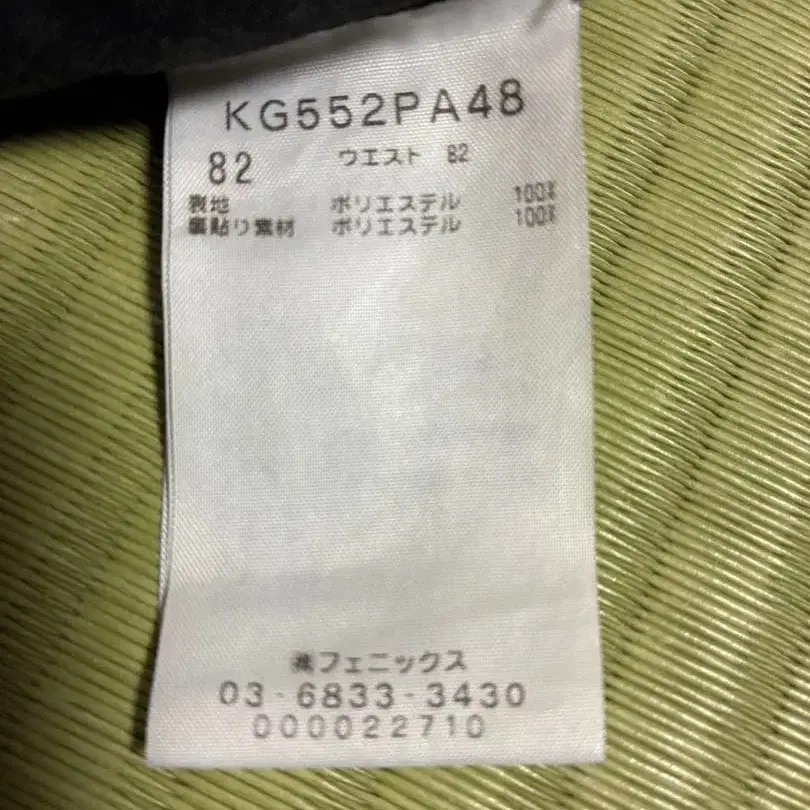 KG552PA48
82 ウエスト 82
表地 ポリエステル 100%
裏貼り素材 ポリエステル 100%
㈱フェニックス
03-6833-3430
000022710